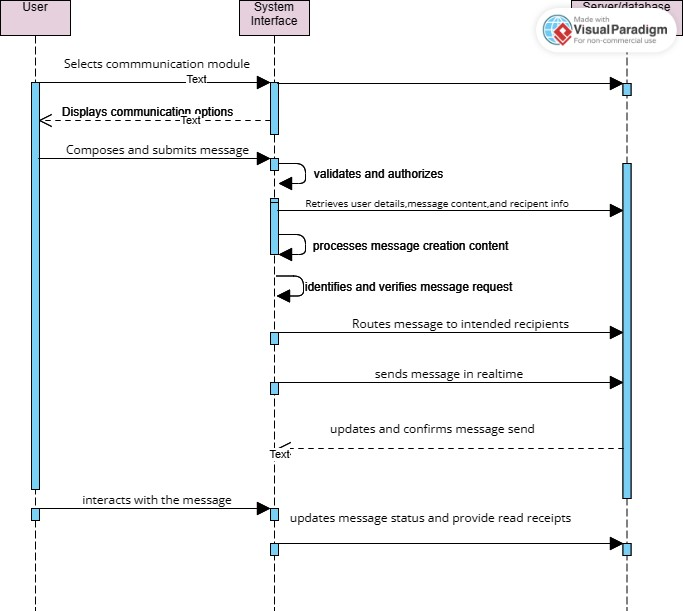 User
System
Interface
Server/database
Made with
VisualParadigm
For non-commercial use
Selects commmunication module
Text
Displays communication options
Text
Composes and submits message
validates and authorizes
Retrieves user details,message content,and recipent info
processes message creation content
identifies and verifies message request
Routes message to intended recipients
sends message in realtime
updates and confirms message send
Text
interacts with the message
updates message status and provide read receipts